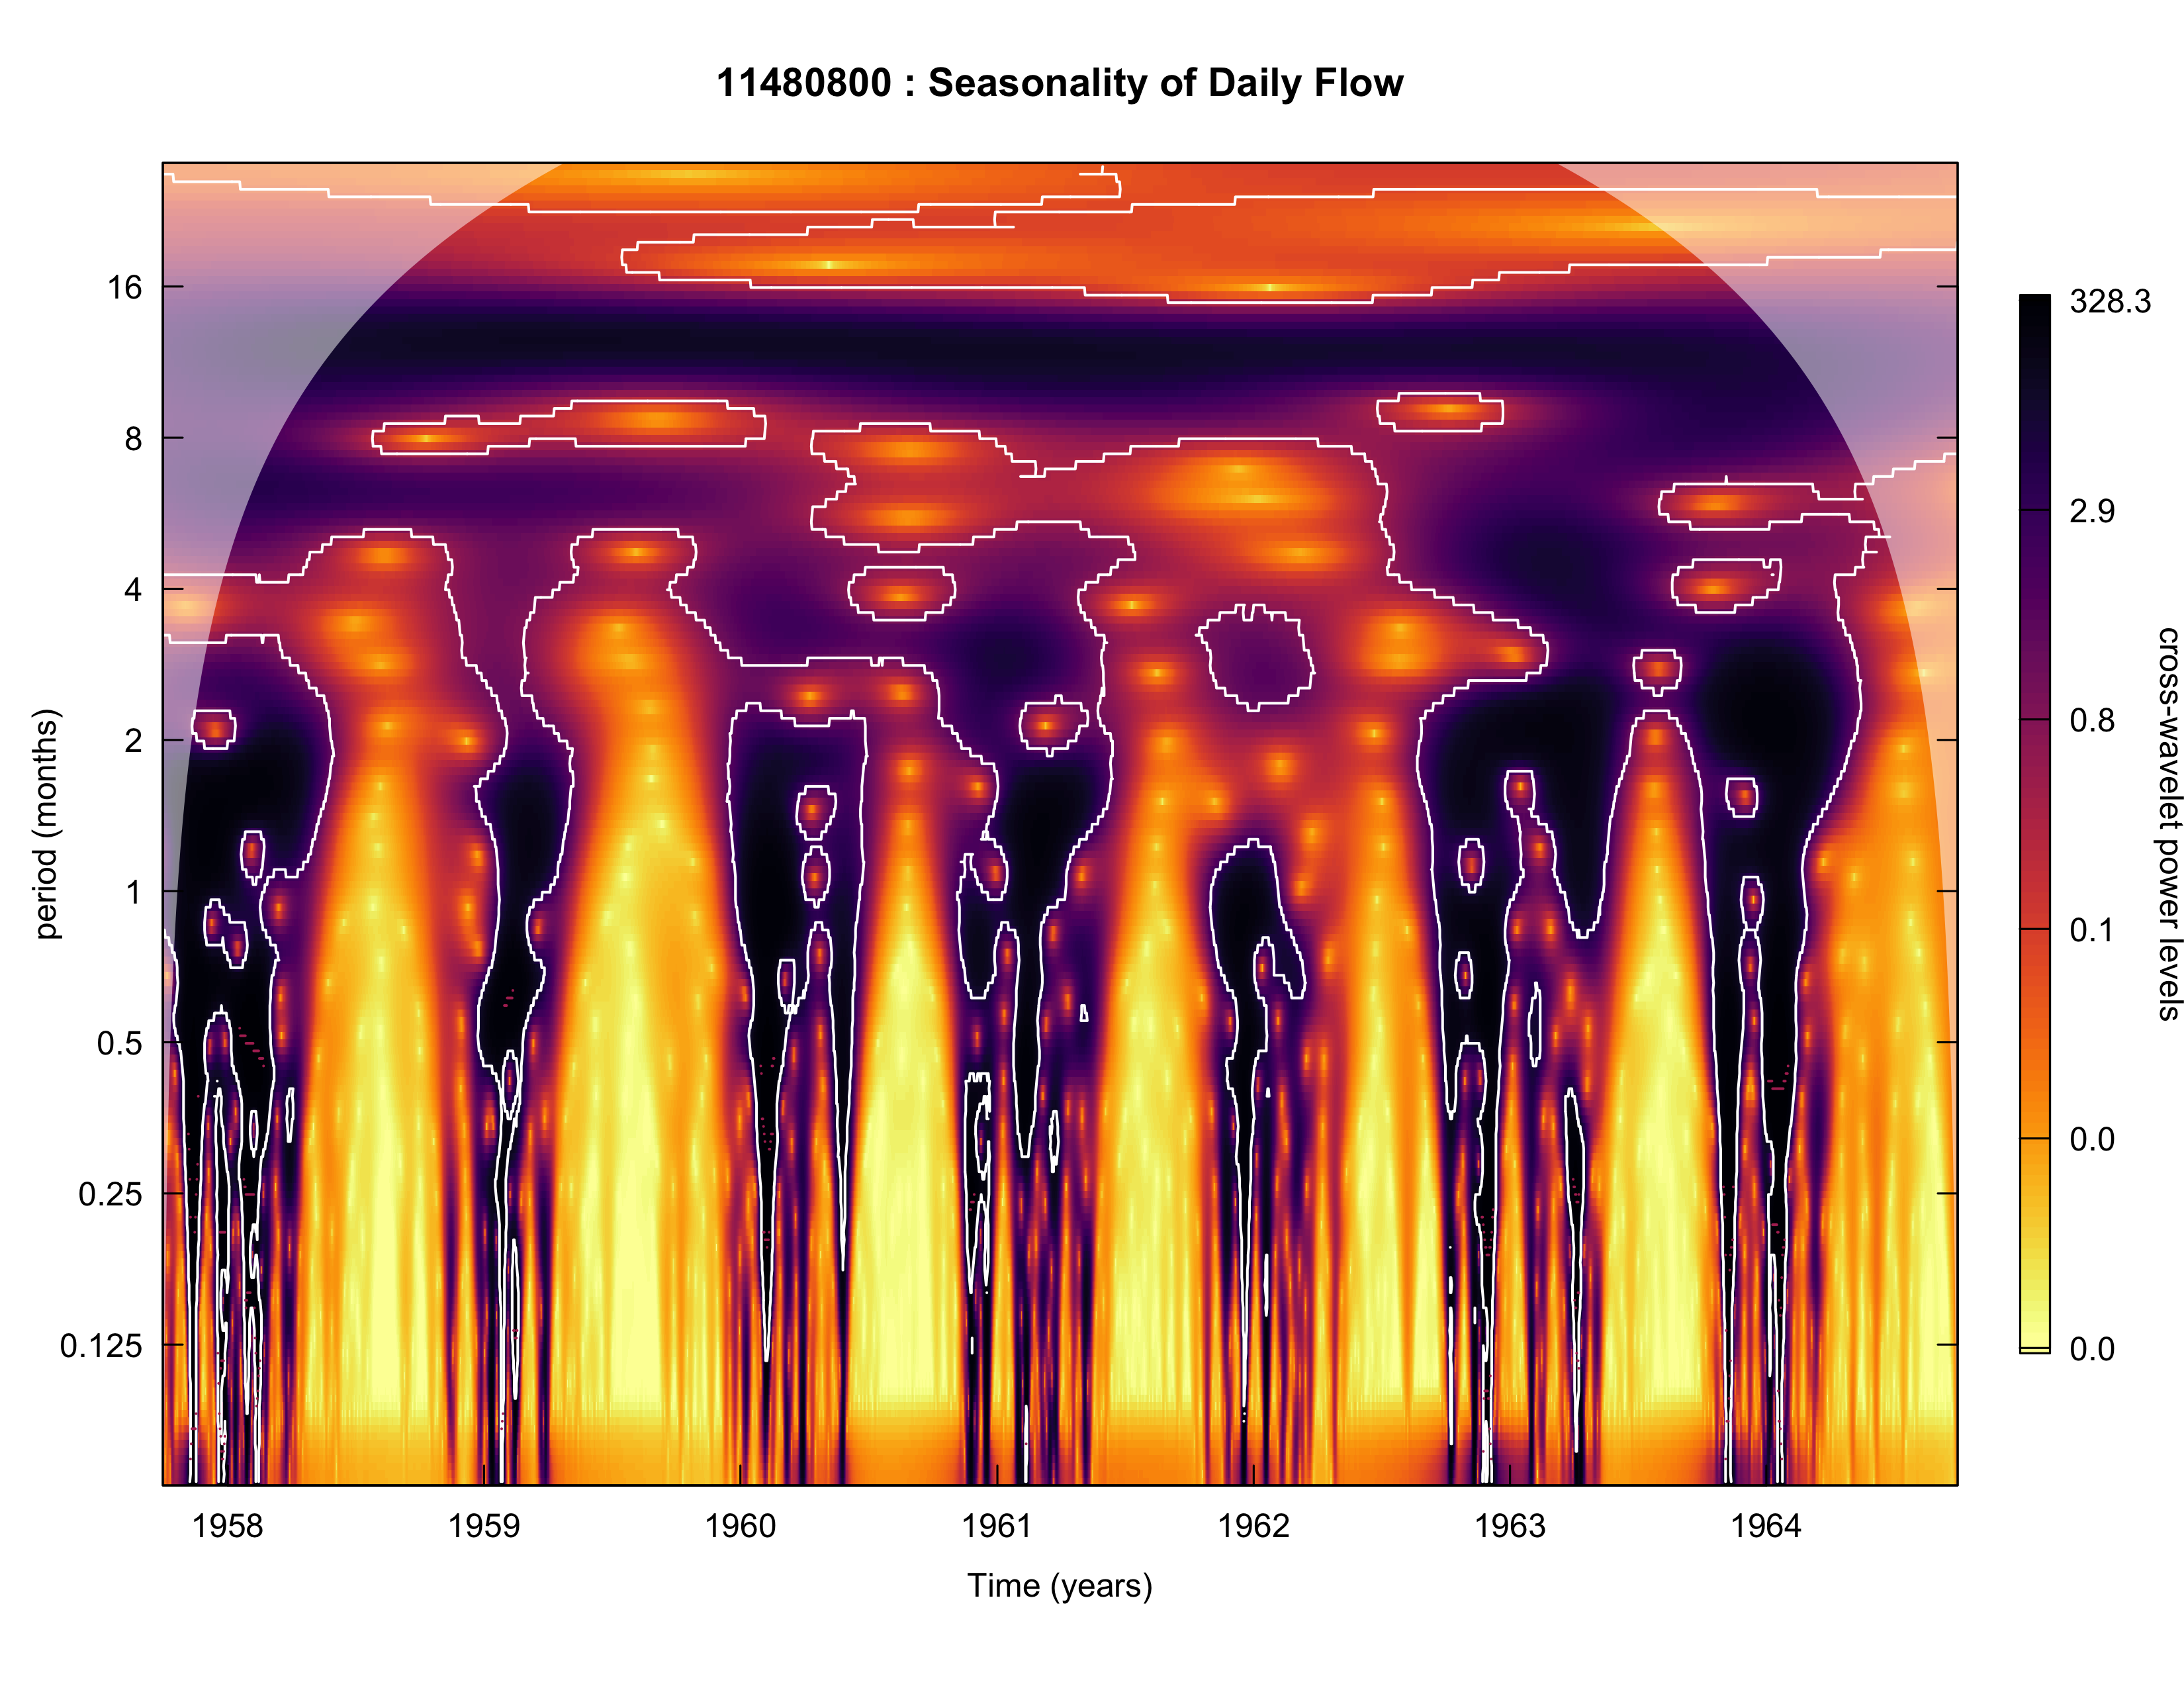 11480800 : Seasonality of Daily Flow
period (months)
16
8
4
2
1
0.5
0.25
0.125
1958 1959 1960 1961 1962 1963 1964
Time (years)
328.3
2.9
0.8
0.1
0.0
0.0
cross-wavelet power levels